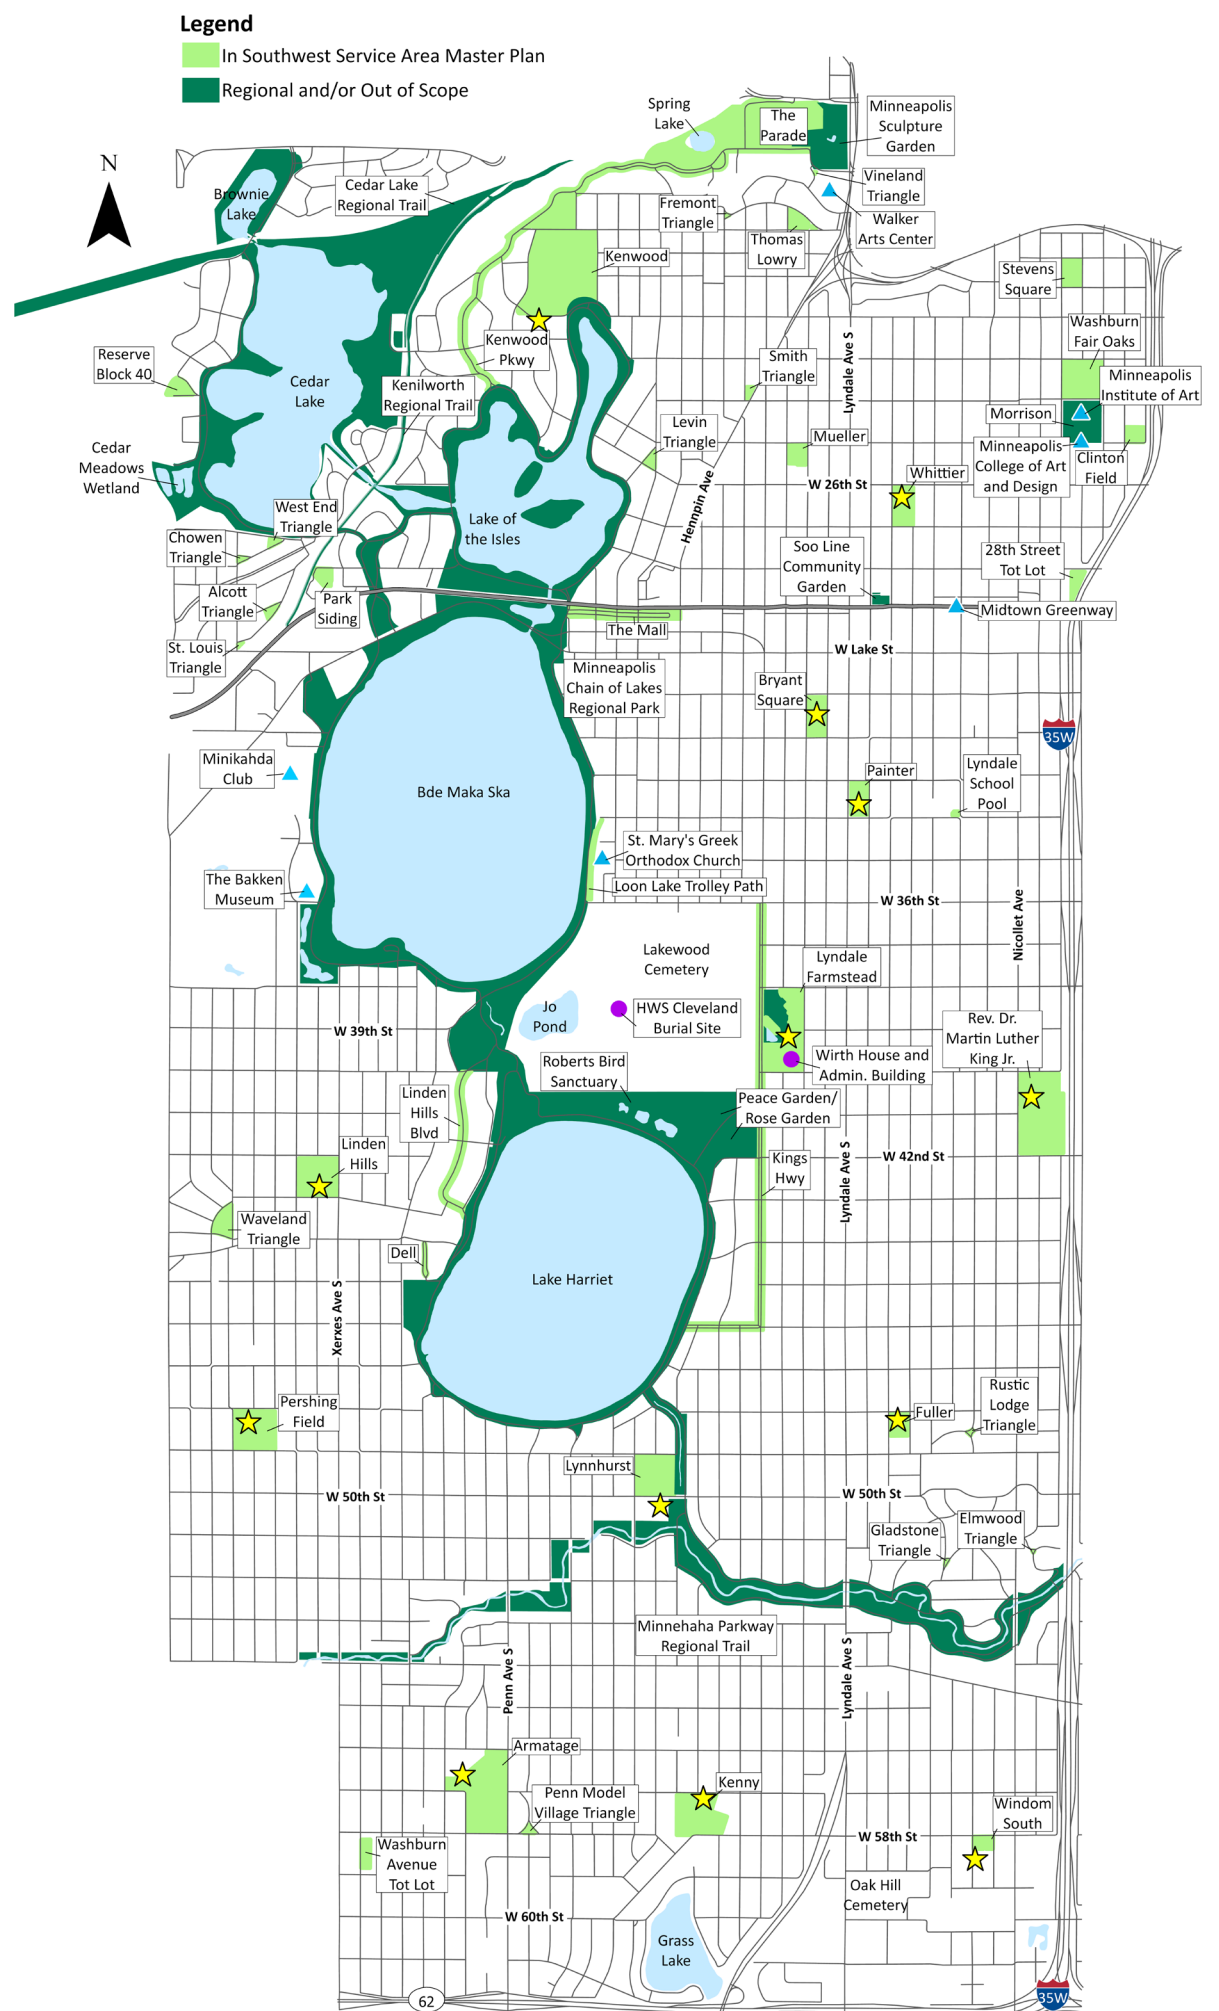 Legend
In Southwest Service Area Master Plan
Regional and/or Out of Scope
N
Spring
Lake
The
Parade
Minneapolis
Sculpture
Garden
Brownie
Lake
Cedar Lake
Regional Trail
Vineland
Triangle
Fremont
Triangle
Walker
Arts Center
Thomas
Lowry
Kenwood
Stevens
Square
Kenwood
Pkwy
Washburn
Fair Oaks
Reserve
Block 40
Cedar
Lake
Smith
Triangle
Lyndale Ave S
Minneapolis
Institute of Art
Kenilworth
Regional Trail
Morrison
Levin
Triangle
Mueller
Cedar
Meadows
Wetland
Minneapolis
College of Art
and Design
Clinton
Field
Whittier
W 26th St
Hennpin Ave
West End
Triangle
Lake of
the Isles
Chowen
Triangle
Soo Line
Community
Garden
28th Street
Tot Lot
Alcott
Triangle
Park
Siding
Midtown Greenway
The Mall
St. Louis
Triangle
W Lake St
Minneapolis
Chain of Lakes
Regional Park
Bryant
Square
35W
Minikahda
Club
Painter
Lyndale
School
Pool
Bde Maka Ska
St. Mary's Greek
Orthodox Church
The Bakken
Museum
Loon Lake Trolley Path
W 36th St
Nicollet Ave
Lakewood
Cemetery
Lyndale
Farmstead
Jo
Pond
HWS Cleveland
Burial Site
W 39th St
Rev. Dr.
Martin Luther
King Jr.
Roberts Bird
Sanctuary
Wirth House and
Admin. Building
Linden
Hills
Blvd
Peace Garden/
Rose Garden
Linden
Hills
Kings
Hwy
Lyndale Ave S
W 42nd St
Waveland
Triangle
Dell
Lake Harriet
Xerxes Ave S
Pershing
Field
Fuller
Rustic
Lodge
Triangle
Lynnhurst
W 50th St
W 50th St
Gladstone
Triangle
Elmwood
Triangle
Minnehaha Parkway
Regional Trail
Penn Ave S
Lyndale Ave S
Armatage
Penn Model
Village Triangle
Kenny
Windom
South
W 58th St
Washburn
Avenue
Tot Lot
Oak Hill
Cemetery
W 60th St
Grass
Lake
62
35W